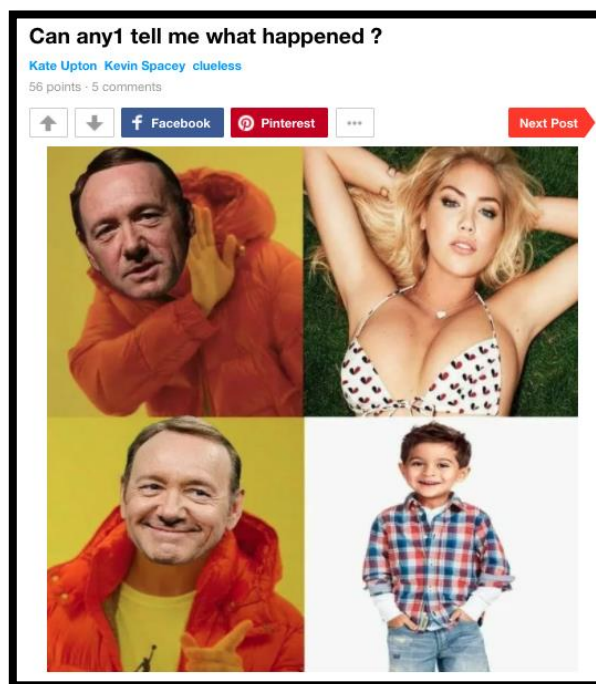 Can any1 tell me what happened ?
Kate Upton Kevin Spacey clueless
56 points · 5 comments
Facebook Pinterest ••• Next Post